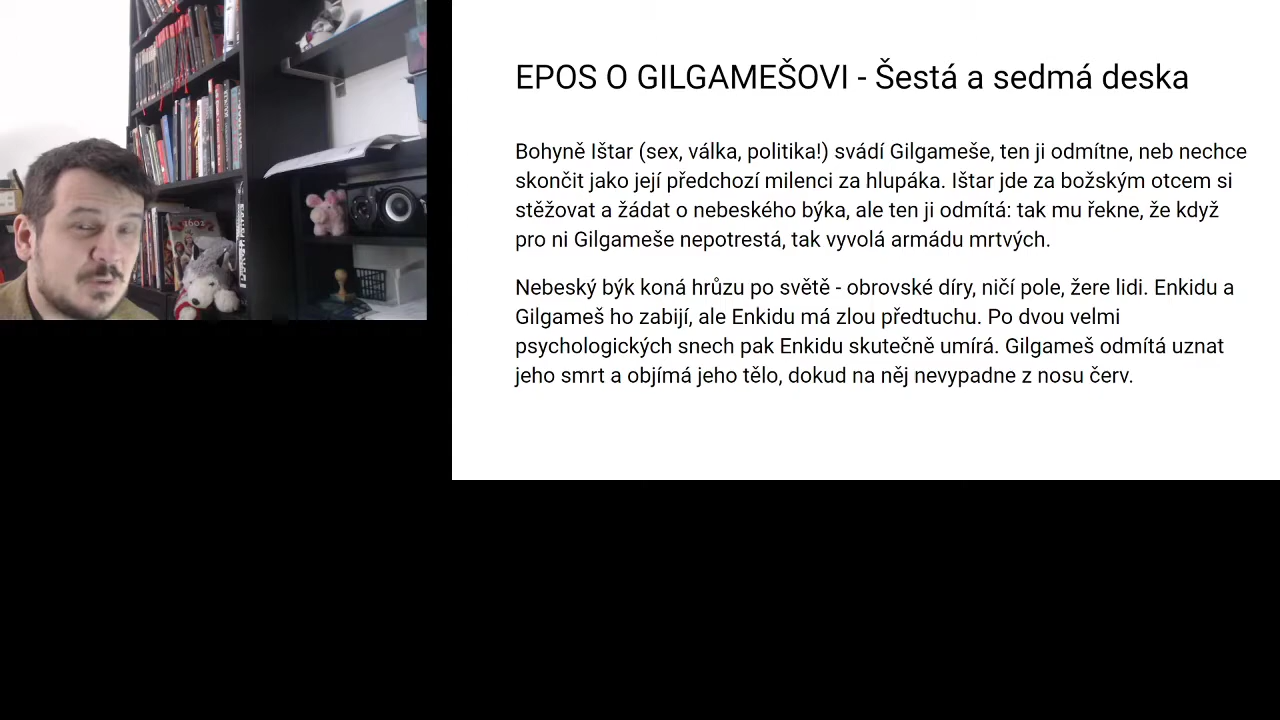 EPOS O GILGAMEŠOVI - Šestá a sedmá deska
Bohyně Ištar (sex, válka, politika!) svádí Gilgameše, ten ji odmítne, neb nechce
skončit jako její předchozí milenci za hlupáka. Ištar jde za božským otcem si
stěžovat a žádat o nebeského býka, ale ten ji odmítá: tak mu řekne, že když
pro ni Gilgameše nepotrestá, tak vyvolá armádu mrtvých.
Nebeský býk koná hrůzu po světě - obrovské díry, ničí pole, žere lidi. Enkidu a
Gilgameš ho zabijí, ale Enkidu má zlou předtuchu. Po dvou velmi
psychologických snech pak Enkidu skutečně umírá. Gilgameš odmítá uznat
jeho smrt a objímá jeho tělo, dokud na něj nevypadne z nosu červ.
1602